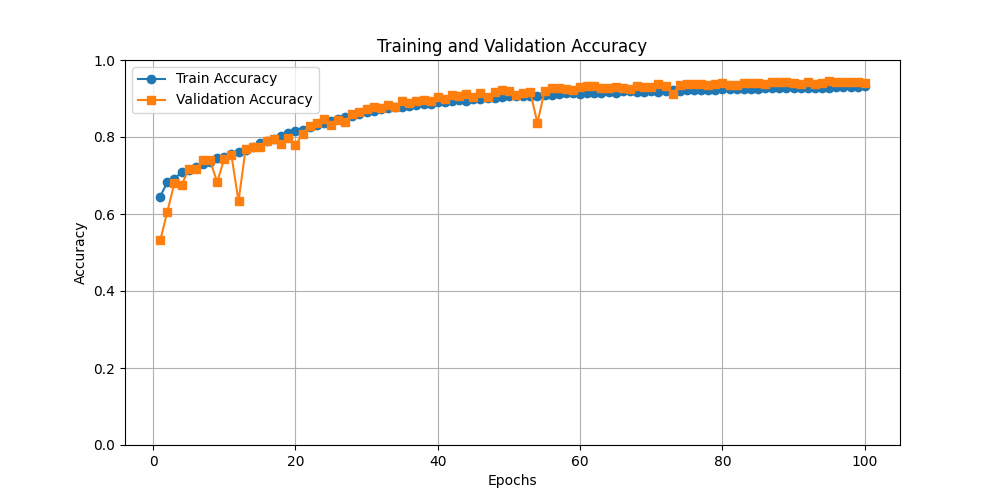 Training and Validation Accuracy
Train Accuracy
Validation Accuracy
1.0
0.8
0.6
0.4
0.2
0.0
Accuracy
0 20 40 60 80 100
Epochs